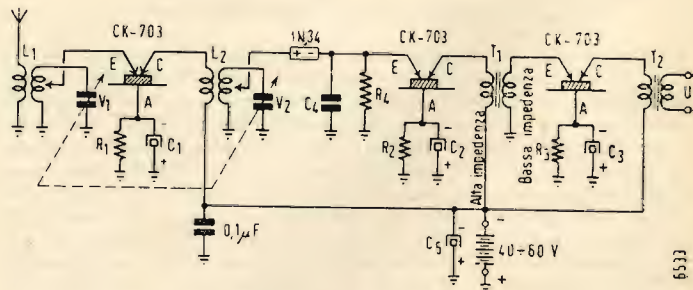 CK-703
1N34
CK-703
T₁
CK-703
T₂
L₁
E
C
L₂
E
C
E
C
V₁
A
V₂
C₄
R₄
A
A
U
R₁
C₁
R₂
C₂
Alta impedenza
Bassa impedenza
R₃
C₃
0,1µF
C₅
40÷60 V
6533